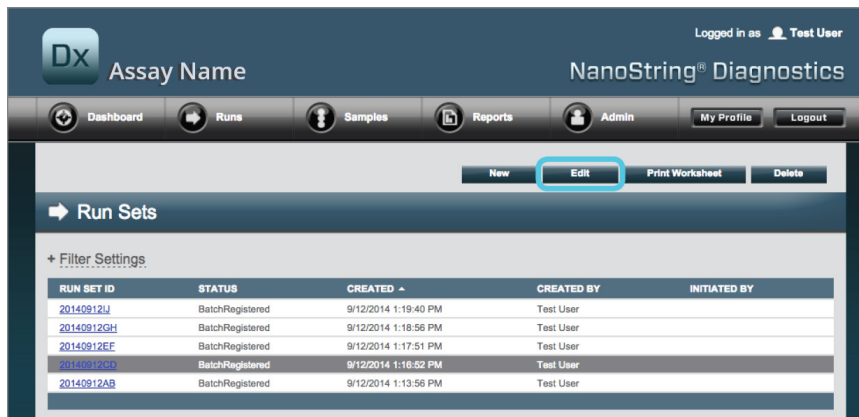 Logged in as Test User
Dx Assay Name
NanoString® Diagnostics
Dashboard Runs Samples Reports Admin My Profile Logout
New Edit Print Worksheet Delete
Run Sets
+ Filter Settings
RUN SET ID STATUS CREATED CREATED BY INITIATED BY
20140912IJ BatchRegistered 9/12/2014 1:19:40 PM Test User
20140912GH BatchRegistered 9/12/2014 1:18:56 PM Test User
20140912EF BatchRegistered 9/12/2014 1:17:51 PM Test User
20140912CD BatchRegistered 9/12/2014 1:16:52 PM Test User
20140912AB BatchRegistered 9/12/2014 1:13:56 PM Test User